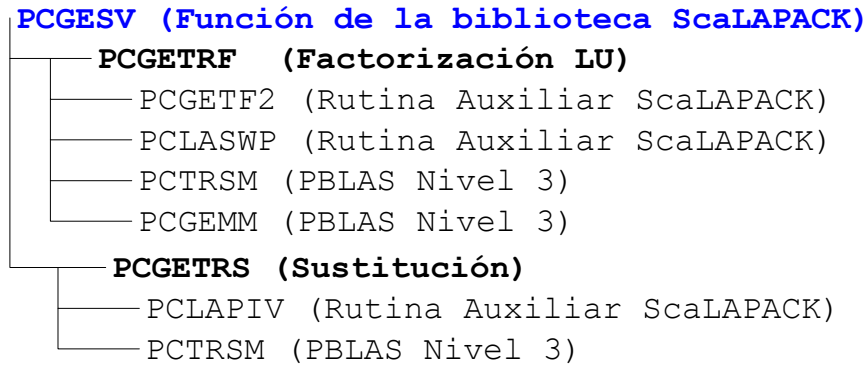 PCGESV (Función de la biblioteca ScaLAPACK)
PCGETRF (Factorización LU)
PCGETF2 (Rutina Auxiliar ScaLAPACK)
PCLASWP (Rutina Auxiliar ScaLAPACK)
PCTRSM (PBLAS Nivel 3)
PCGEMM (PBLAS Nivel 3)
PCGETRS (Sustitución)
PCLAPIV (Rutina Auxiliar ScaLAPACK)
PCTRSM (PBLAS Nivel 3)